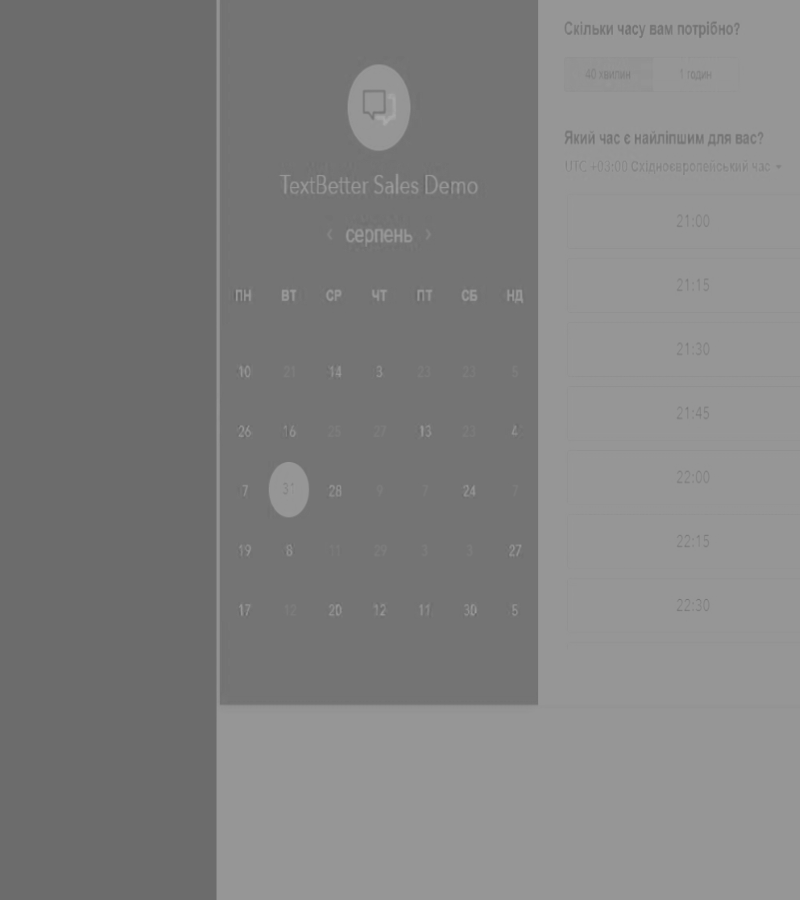 TextBetter Sales Demo
‹ серпень ›
ПН ВТ СР ЧТ ПТ СБ НД
10 21 14 3 23 23 5
26 16 25 27 13 23 4
7 31 28 9 7 24 7
19 8 11 29 3 3 27
17 12 20 12 11 30 5
Скільки часу вам потрібно?
40 хвилин 1 годин
Який час є найліпшим для вас?
UTC +03:00 Східноєвропейський час
21:00
21:15
21:30
21:45
22:00
22:15
22:30